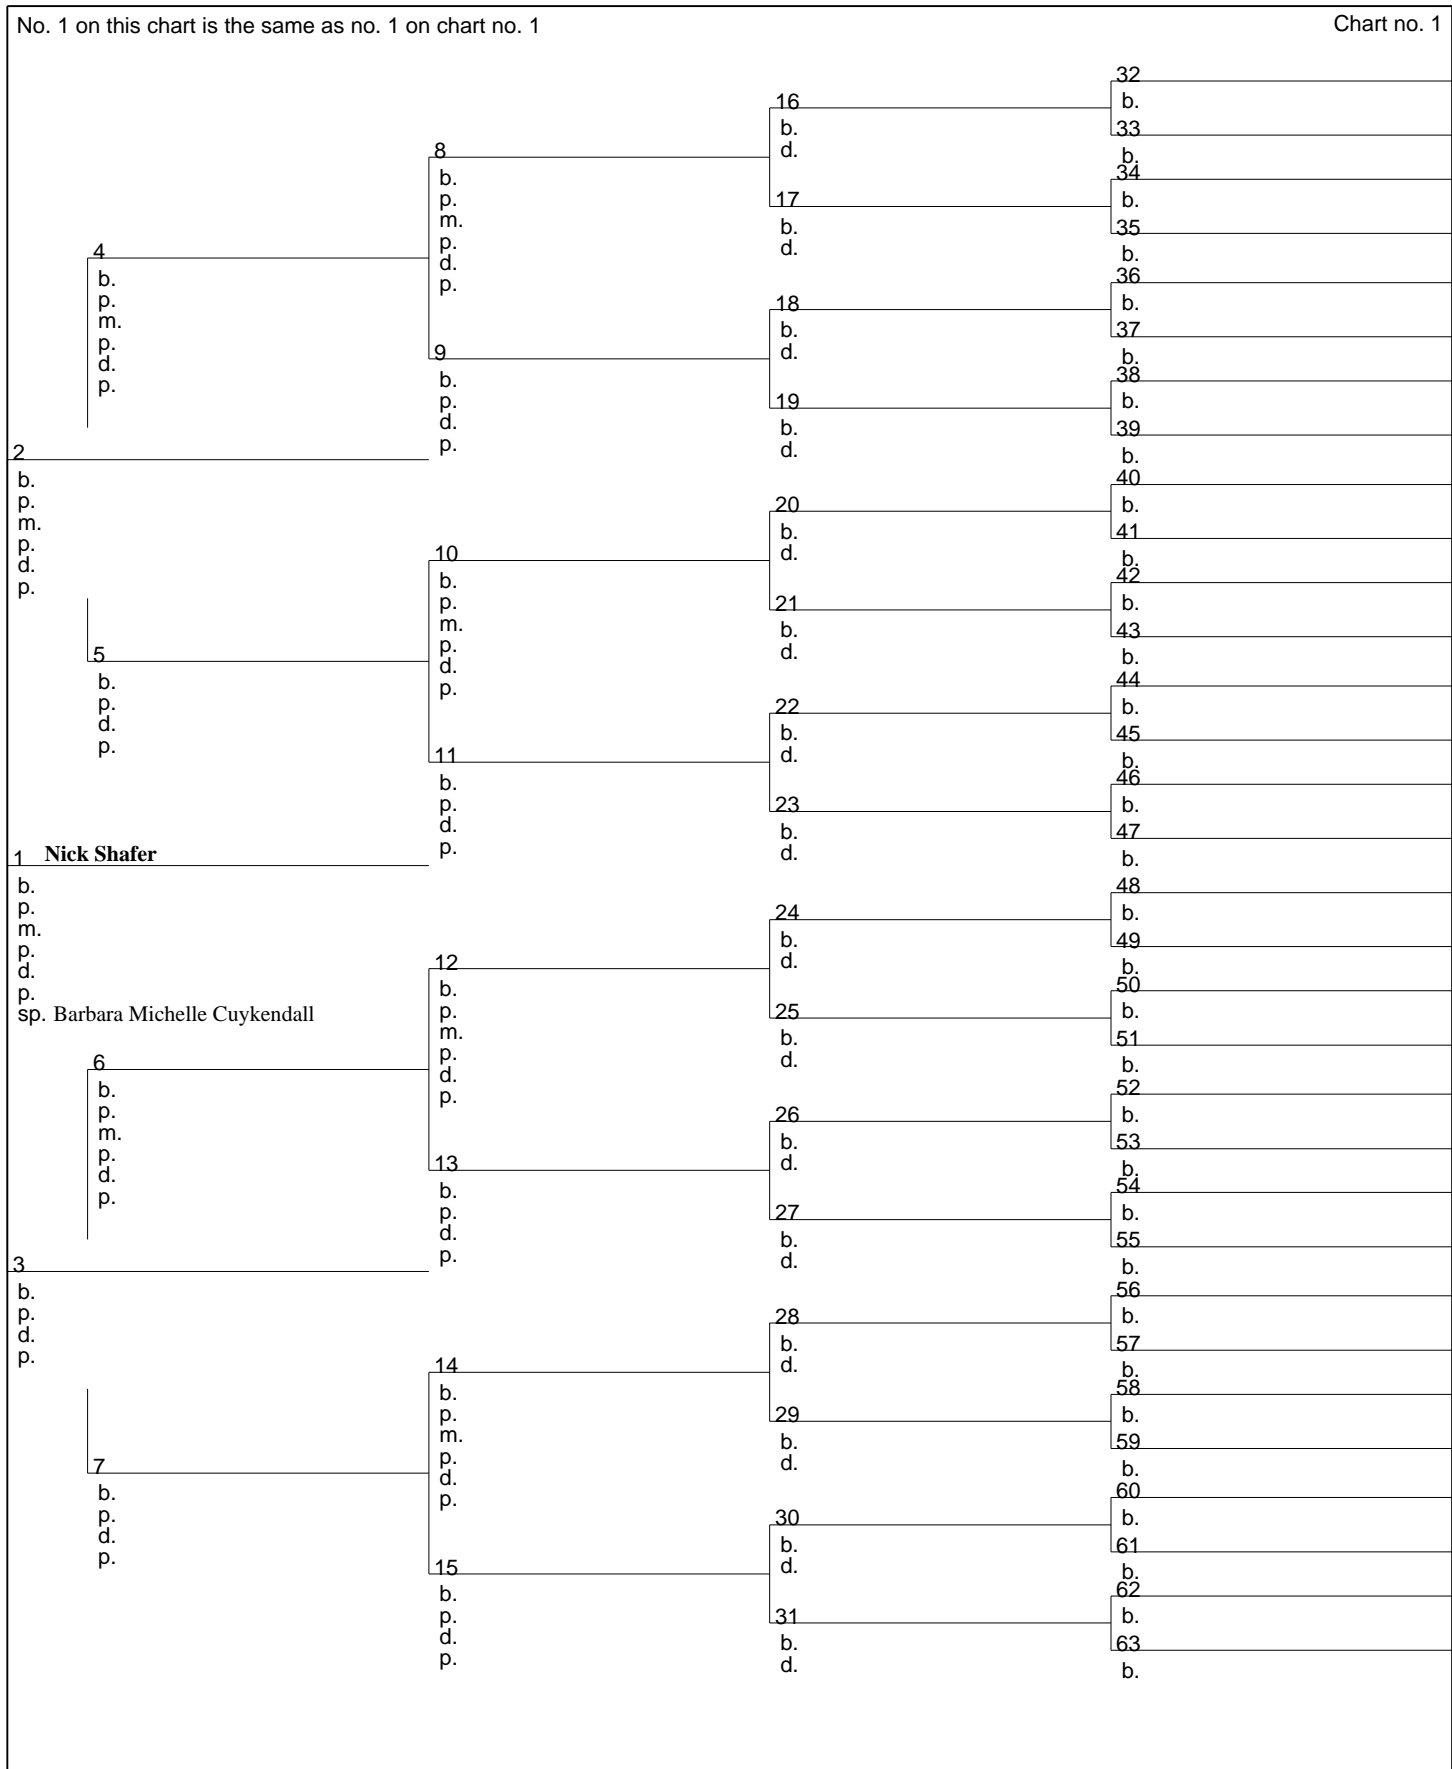 No. 1 on this chart is the same as no. 1 on chart no. 1
Chart no. 1
4
b.
p.
m.
p.
d.
p.
2
b.
p.
m.
p.
d.
p.
5
b.
p.
d.
p.
1 Nick Shafer
b.
p.
m.
p.
d.
p.
sp. Barbara Michelle Cuykendall
6
b.
p.
m.
p.
d.
p.
3
b.
p.
d.
p.
7
b.
p.
d.
p.
8
b.
p.
m.
p.
d.
p.
9
b.
p.
d.
p.
10
b.
p.
m.
p.
d.
p.
11
b.
p.
d.
p.
12
b.
p.
m.
p.
d.
p.
13
b.
p.
d.
p.
14
b.
p.
m.
p.
d.
p.
15
b.
p.
d.
p.
16
b.
d.
17
b.
d.
18
b.
d.
19
b.
d.
20
b.
d.
21
b.
d.
22
b.
d.
23
b.
d.
24
b.
d.
25
b.
d.
26
b.
d.
27
b.
d.
28
b.
d.
29
b.
d.
30
b.
d.
31
b.
d.
32
b.
33
b.
34
b.
35
b.
36
b.
37
b.
38
b.
39
b.
40
b.
41
b.
42
b.
43
b.
44
b.
45
b.
46
b.
47
b.
48
b.
49
b.
50
b.
51
b.
52
b.
53
b.
54
b.
55
b.
56
b.
57
b.
58
b.
59
b.
60
b.
61
b.
62
b.
63
b.